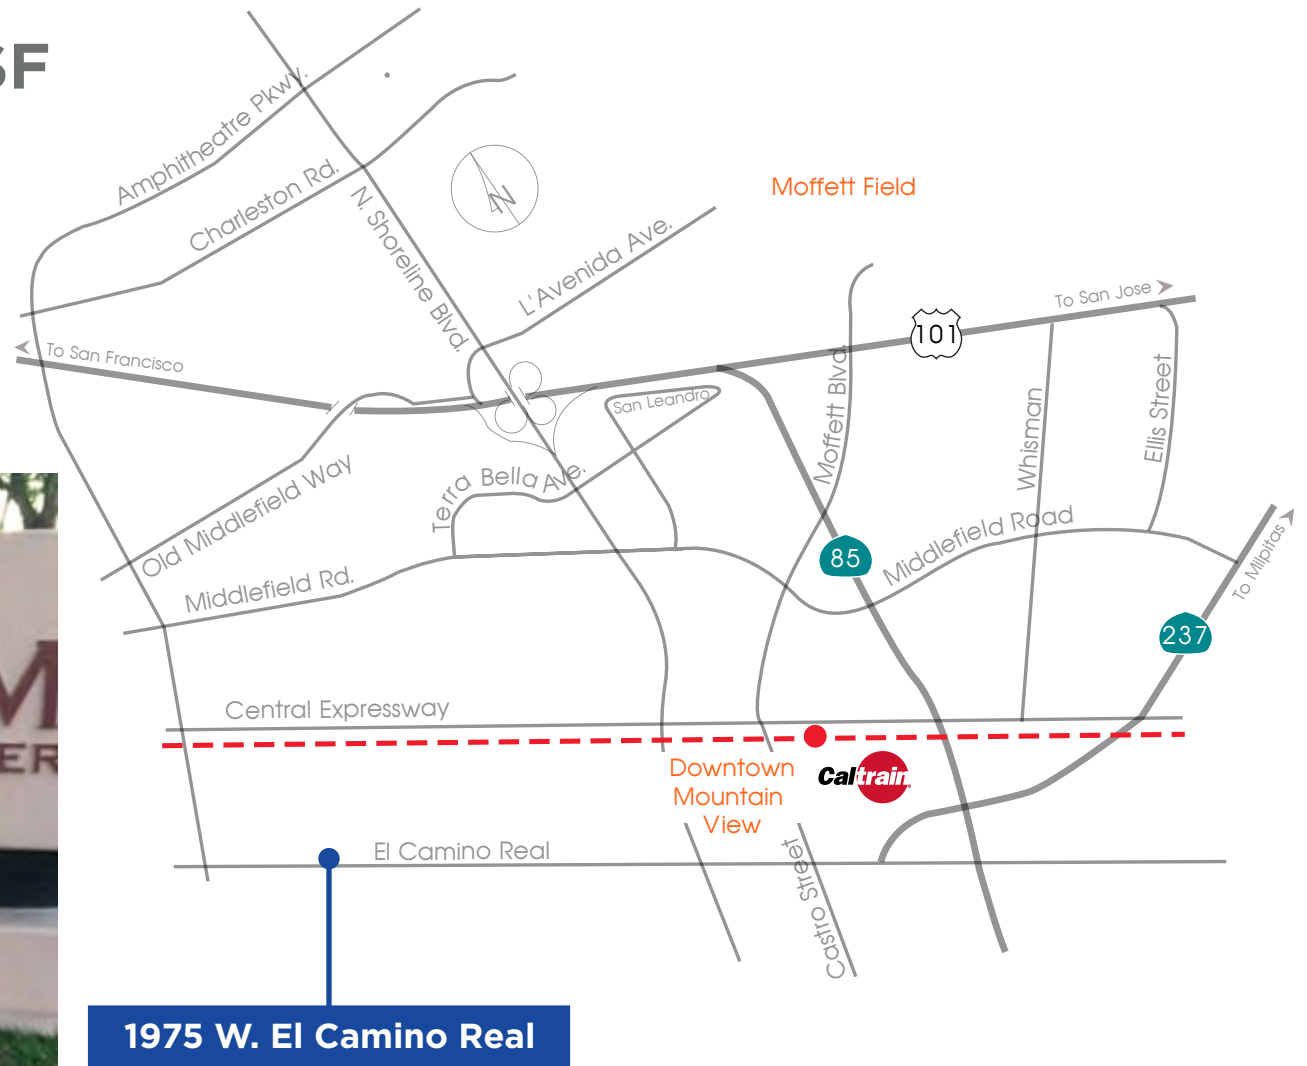 SF
Amphitheatre Pkwy.
Charleston Rd.
N. Shoreline Blvd.
N
L'Avenida Ave.
Moffett Field
To San Jose
101
To San Francisco
San Leandro
Moffett Blvd.
Whisman
Ellis Street
Old Middlefield Way
Terra Bella Ave.
85
Middlefield Road
To Milpitas
Middlefield Rd.
237
Central Expressway
Downtown
Mountain
View
Caltrain
El Camino Real
Castro Street
M
ER
1975 W. El Camino Real